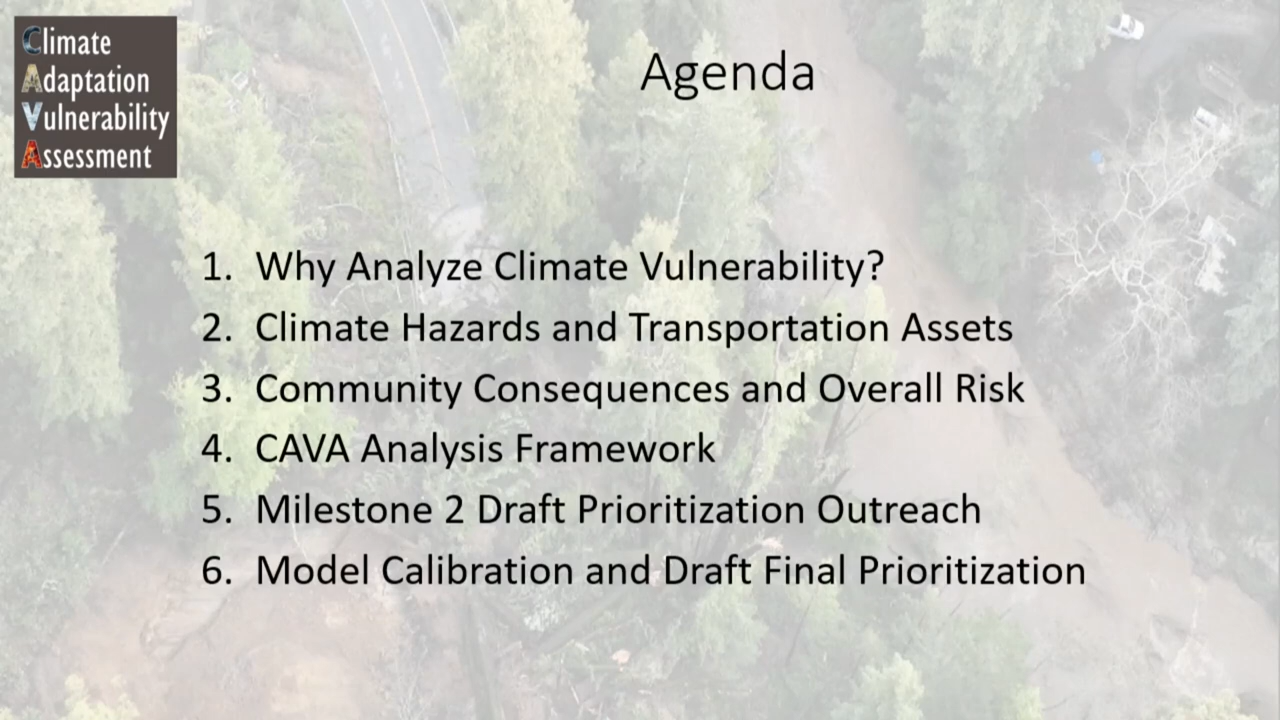 Climate
Adaptation
Vulnerability
Assessment
Agenda
1. Why Analyze Climate Vulnerability?
2. Climate Hazards and Transportation Assets
3. Community Consequences and Overall Risk
4. CAVA Analysis Framework
5. Milestone 2 Draft Prioritization Outreach
6. Model Calibration and Draft Final Prioritization